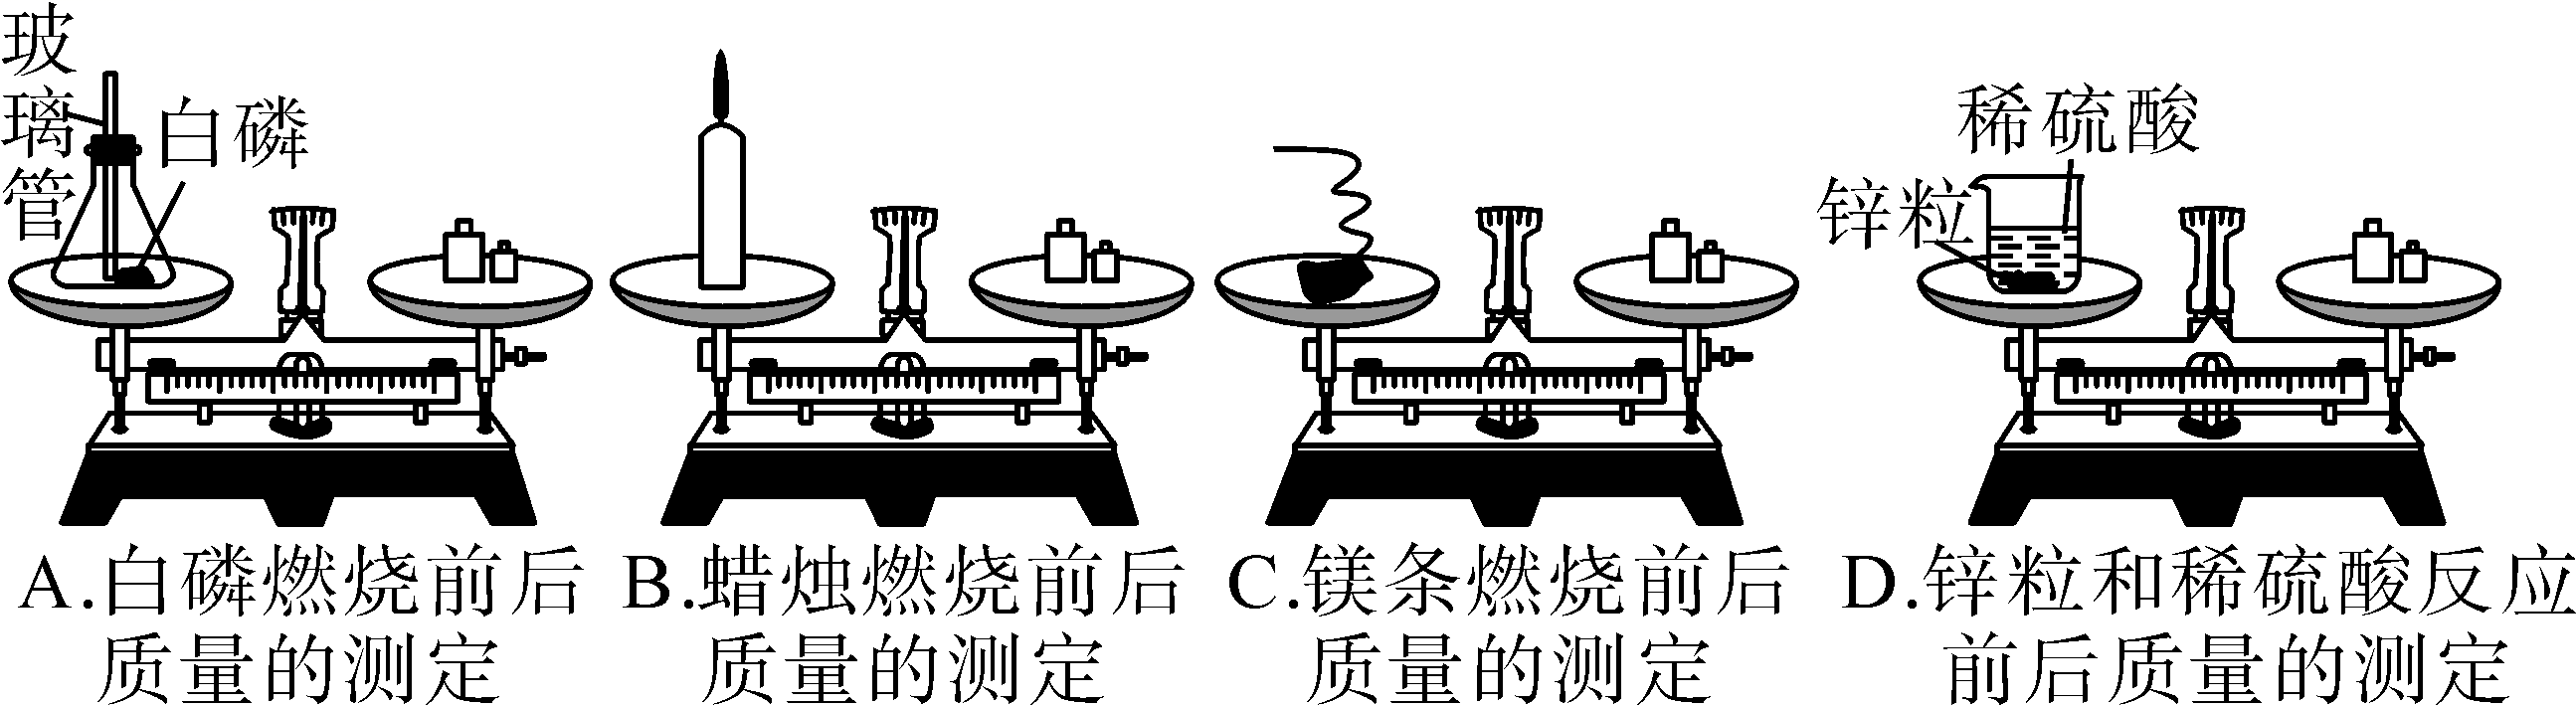 玻璃管
白磷
稀硫酸
锌粒
A.白磷燃烧前后
质量的测定
B.蜡烛燃烧前后
质量的测定
C.镁条燃烧前后
质量的测定
D.锌粒和稀硫酸反应
前后质量的测定